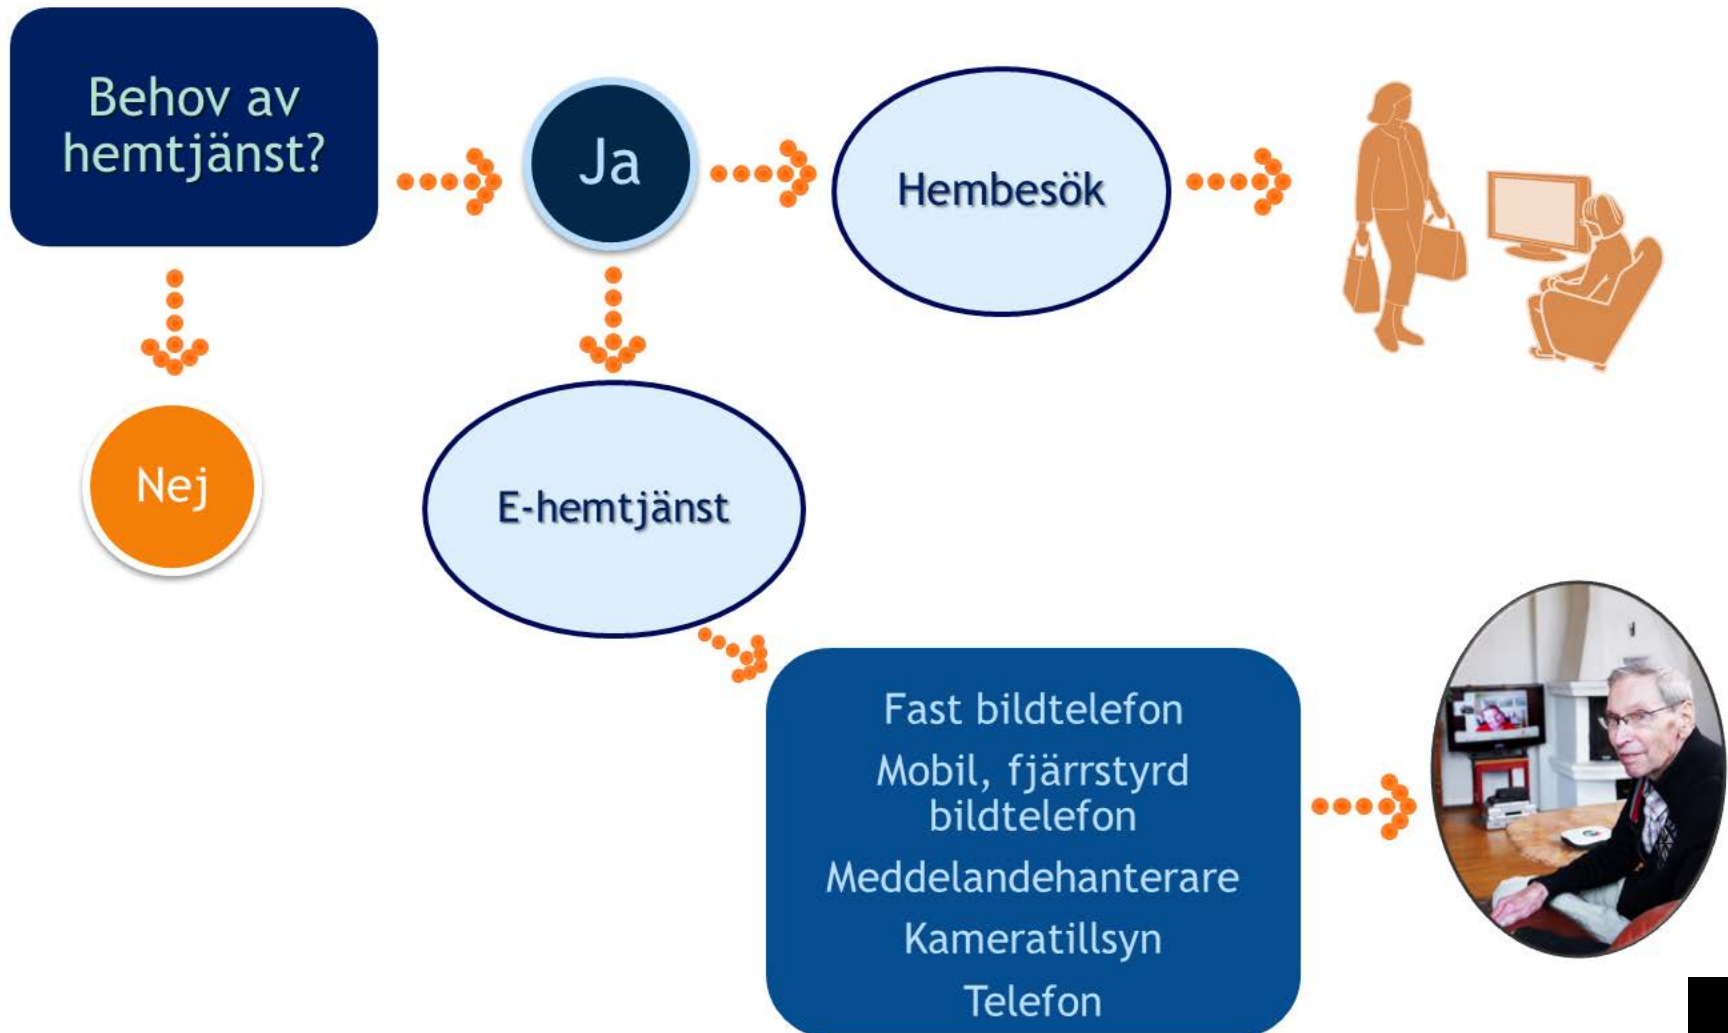 Behov av
hemtjänst?
Ja
Hembesök
Nej
E-hemtjänst
Fast bildtelefon
Mobil, fjärrstyrd
bildtelefon
Meddelandehanterare
Kameratillsyn
Telefon